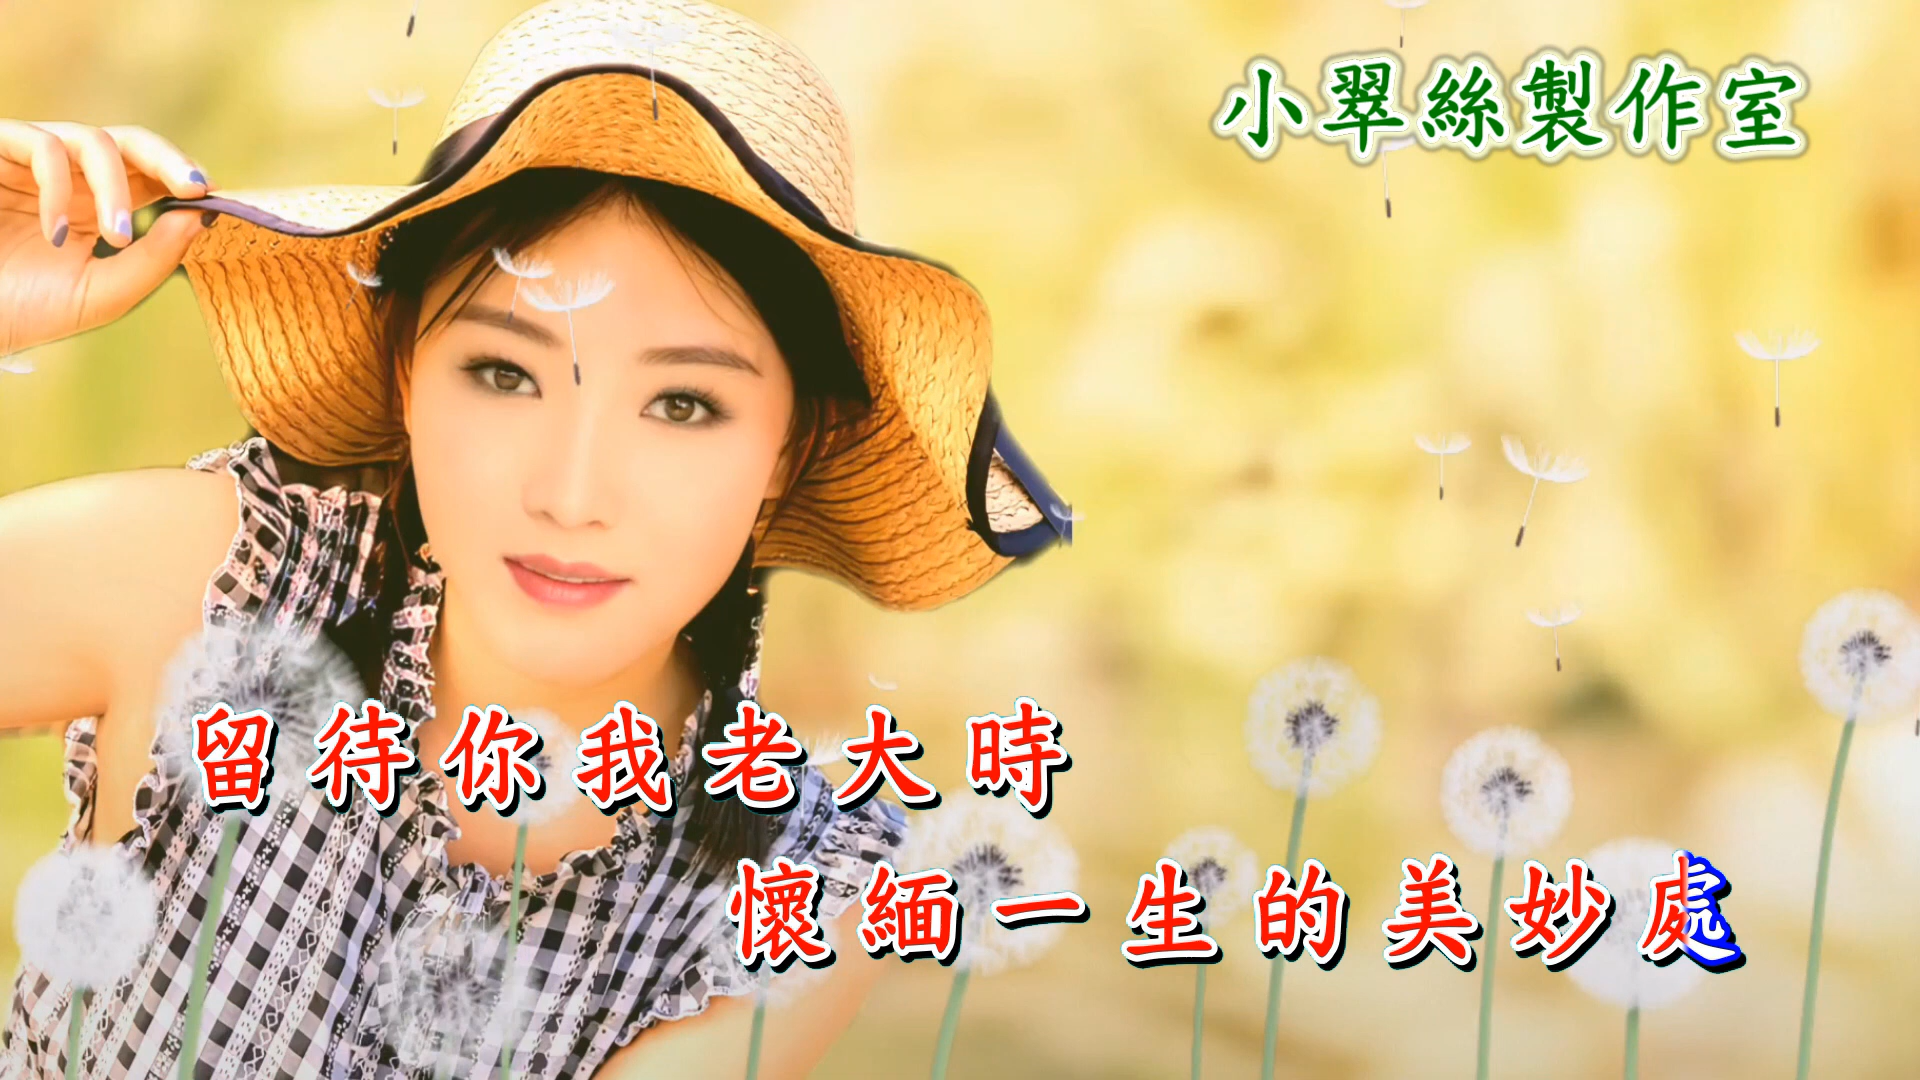 小翠絲製作室
留待你我老大時
懷緬一生的美妙處